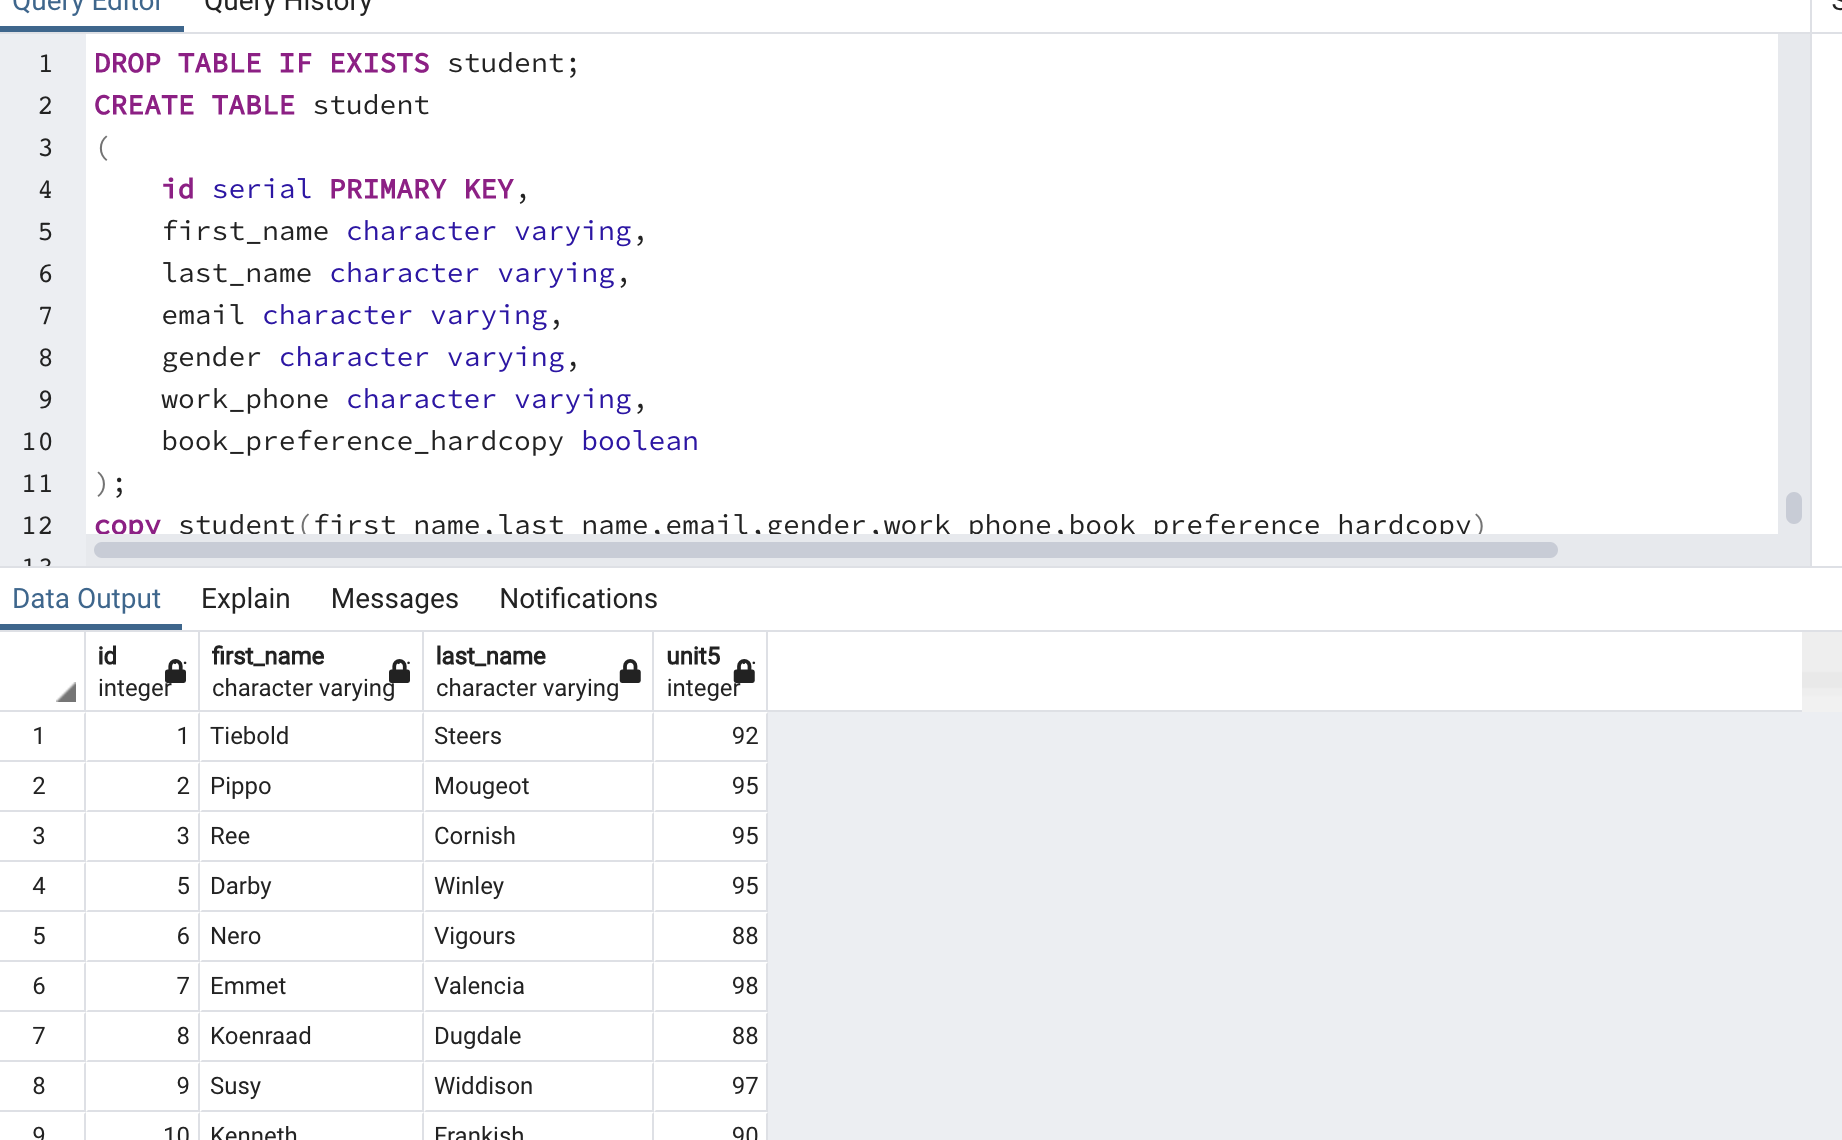 Query Editor Query History
1 DROP TABLE IF EXISTS student;
2 CREATE TABLE student
3 (
4 id serial PRIMARY KEY,
5 first_name character varying,
6 last_name character varying,
7 email character varying,
8 gender character varying,
9 work_phone character varying,
10 book_preference_hardcopy boolean
11 );
12 copy student(first_name,last_name,email,gender,work_phone,book_preference_hardcopy)
13
Data Output Explain Messages Notifications
id first_name last_name unit5
integer character varying character varying integer
1 1 Tiebold Steers 92
2 2 Pippo Mougeot 95
3 3 Ree Cornish 95
4 5 Darby Winley 95
5 6 Nero Vigours 88
6 7 Emmet Valencia 98
7 8 Koenraad Dugdale 88
8 9 Susy Widdison 97
9 10 Kenneth Frankish 90